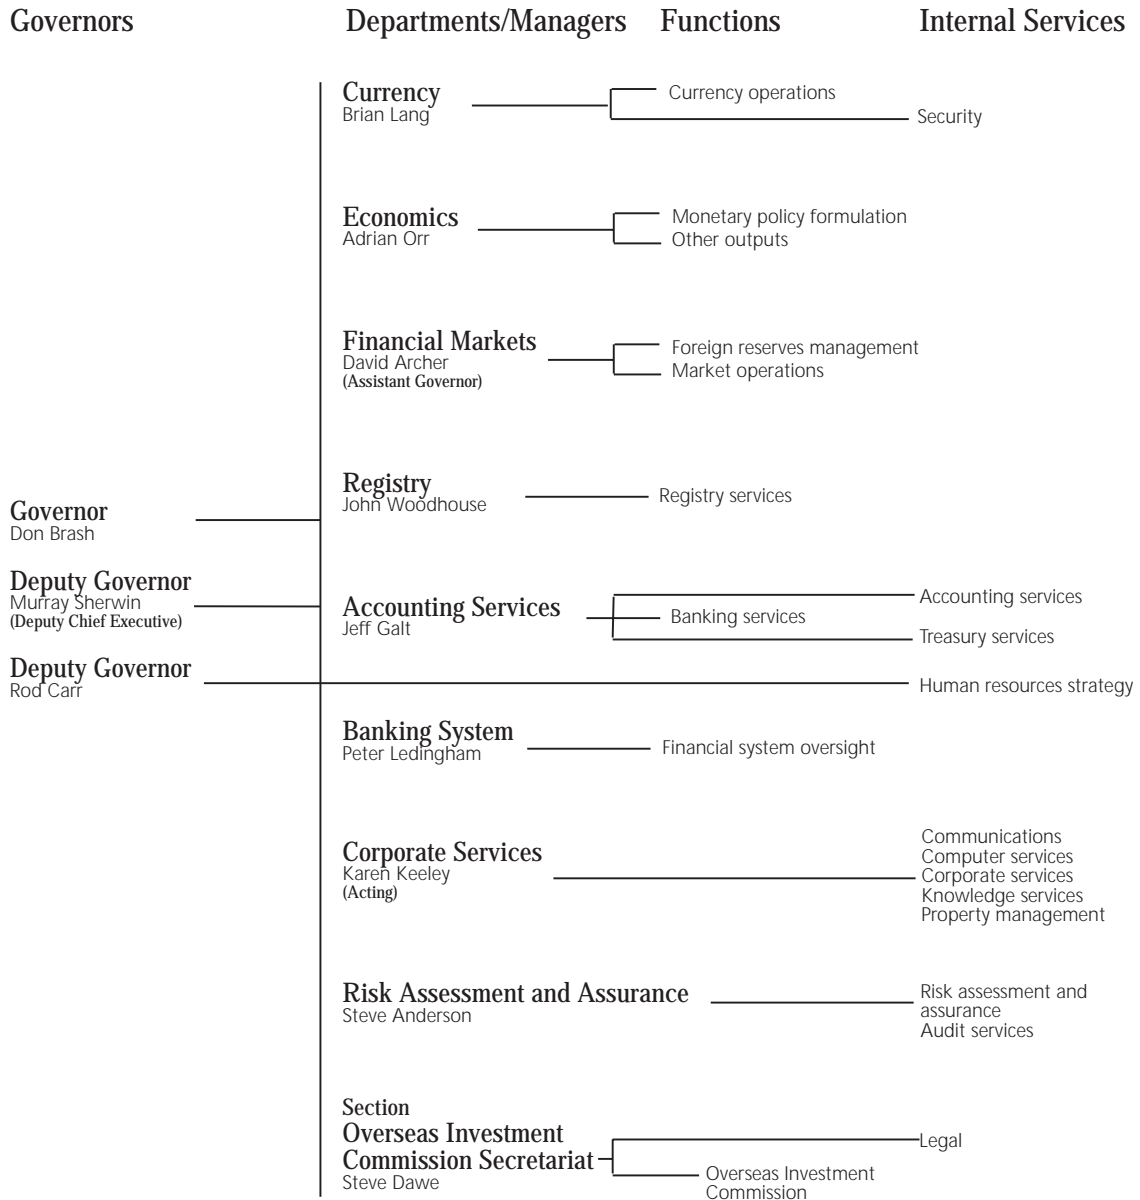 Governors
Departments/Managers
Functions
Internal Services
Currency
Brian Lang
Currency operations
Security
Economics
Adrian Orr
Monetary policy formulation
Other outputs
Financial Markets
David Archer
(Assistant Governor)
Foreign reserves management
Market operations
Registry
John Woodhouse
Registry services
Governor
Don Brash
Deputy Governor
Murray Sherwin
(Deputy Chief Executive)
Accounting Services
Jeff Galt
Accounting services
Banking services
Treasury services
Deputy Governor
Rod Carr
Human resources strategy
Banking System
Peter Ledingham
Financial system oversight
Corporate Services
Karen Keeley
(Acting)
Communications
Computer services
Corporate services
Knowledge services
Property management
Risk Assessment and Assurance
Steve Anderson
Risk assessment and
assurance
Audit services
Section
Overseas Investment
Commission Secretariat
Steve Dawe
Legal
Overseas Investment
Commission